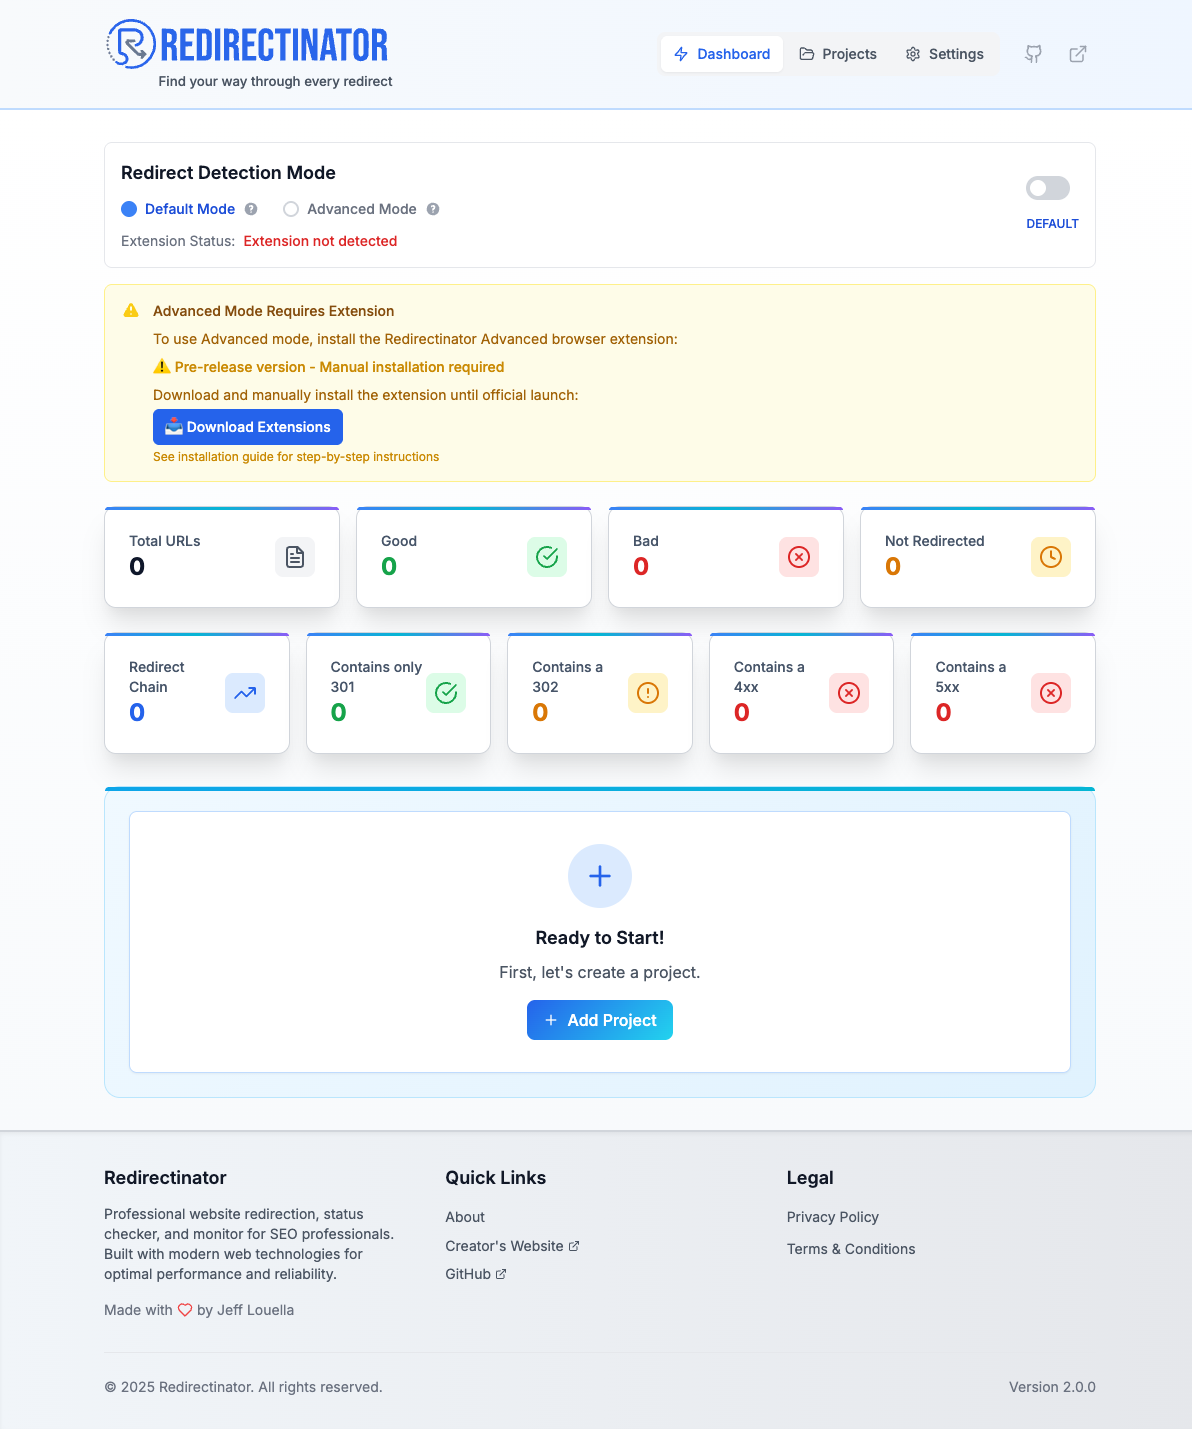 REDIRECTINATOR
Find your way through every redirect
Dashboard
Projects
Settings
Redirect Detection Mode
Default Mode ?
Advanced Mode ?
Extension Status: Extension not detected
DEFAULT
Advanced Mode Requires Extension
To use Advanced mode, install the Redirectinator Advanced browser extension:
⚠️ Pre-release version - Manual installation required
Download and manually install the extension until official launch:
📥 Download Extensions
See installation guide for step-by-step instructions
Total URLs
0
Good
0
Bad
0
Not Redirected
0
Redirect
Chain
0
Contains only
301
0
Contains a
302
0
Contains a
4xx
0
Contains a
5xx
0
Ready to Start!
First, let's create a project.
+ Add Project
Redirectinator
Professional website redirection, status
checker, and monitor for SEO professionals.
Built with modern web technologies for
optimal performance and reliability.
Made with ♡ by Jeff Louella
Quick Links
About
Creator's Website
GitHub
Legal
Privacy Policy
Terms & Conditions
© 2025 Redirectinator. All rights reserved.
Version 2.0.0